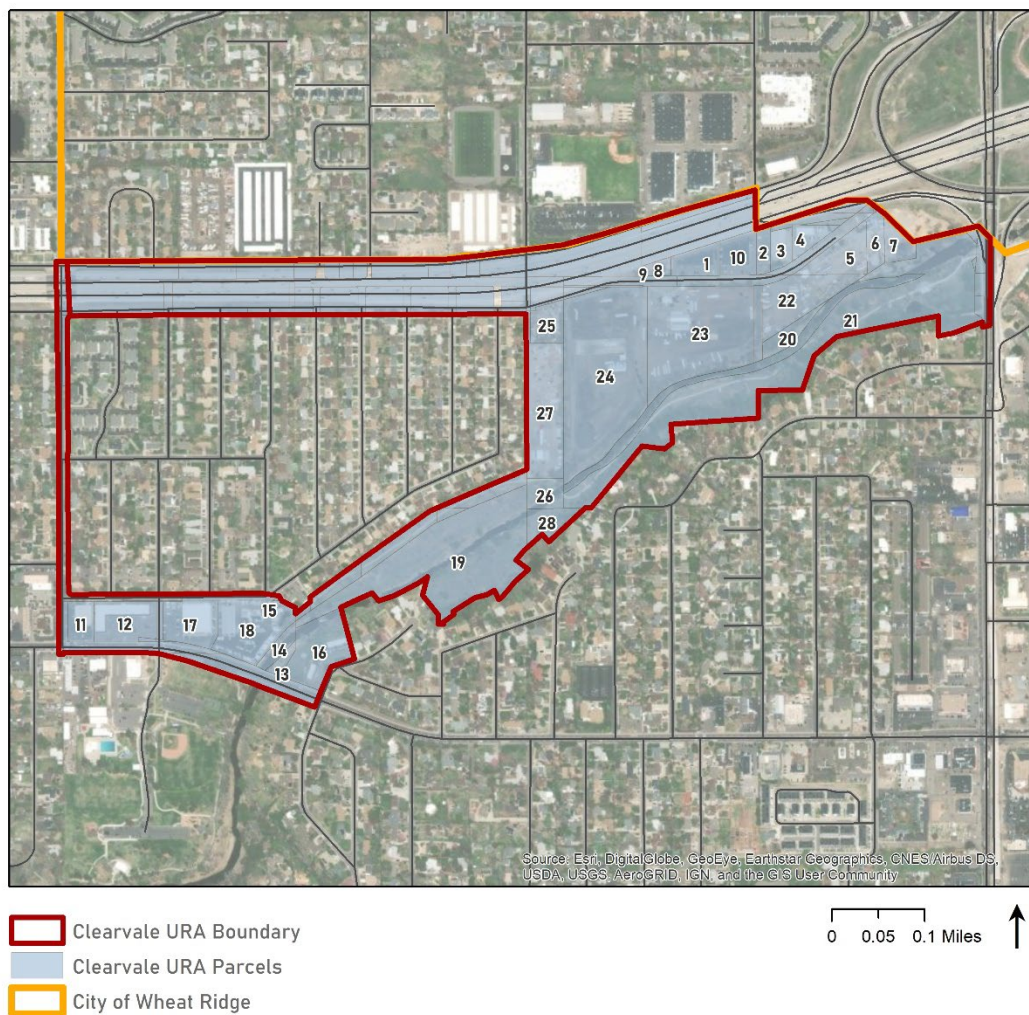 4
2 3
10 6 7
1 5
8
9
22
21
25 23 20
24
27
26
28
19
15
11 12 17 18
14 16
13
Source: Esri, DigitalGlobe, GeoEye, Earthstar Geographics, CNES/Airbus DS,
USDA, USGS, AeroGRID, IGN, and the GIS User Community
Clearvale URA Boundary
Clearvale URA Parcels
City of Wheat Ridge
0 0.05 0.1 Miles